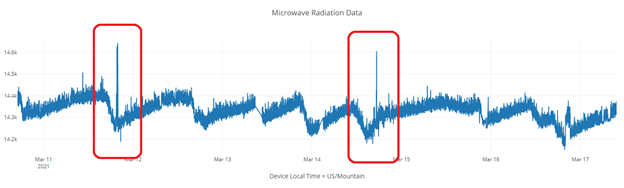 Microwave Radiation Data
14.6k
14.5k
14.4k
14.3k
14.2k
Mar 11 Mar 12 Mar 13 Mar 14 Mar 15 Mar 16 Mar 17
2021
Device Local Time = US/Mountain